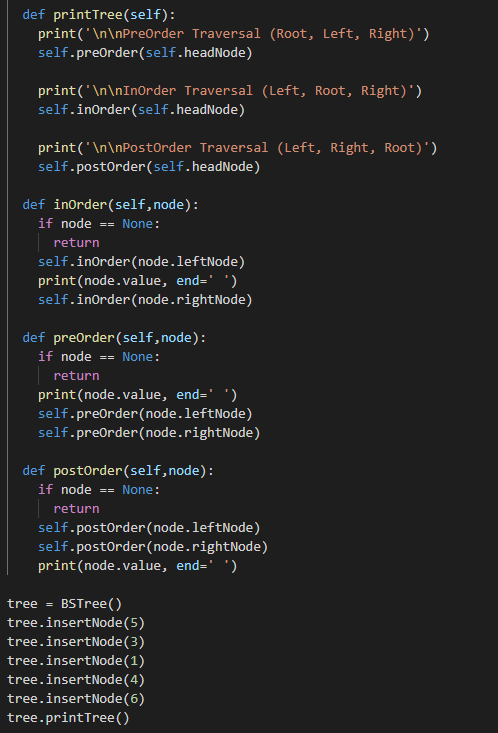 def printTree(self):
print('\n\nPreOrder Traversal (Root, Left, Right)')
self.preOrder(self.headNode)
print('\n\nInOrder Traversal (Left, Root, Right)')
self.inOrder(self.headNode)
print('\n\nPostOrder Traversal (Left, Right, Root)')
self.postOrder(self.headNode)
def inOrder(self,node):
if node == None:
return
self.inOrder(node.leftNode)
print(node.value, end=' ')
self.inOrder(node.rightNode)
def preOrder(self,node):
if node == None:
return
print(node.value, end=' ')
self.preOrder(node.leftNode)
self.preOrder(node.rightNode)
def postOrder(self,node):
if node == None:
return
self.postOrder(node.leftNode)
self.postOrder(node.rightNode)
print(node.value, end=' ')
tree = BSTree()
tree.insertNode(5)
tree.insertNode(3)
tree.insertNode(1)
tree.insertNode(4)
tree.insertNode(6)
tree.printTree()